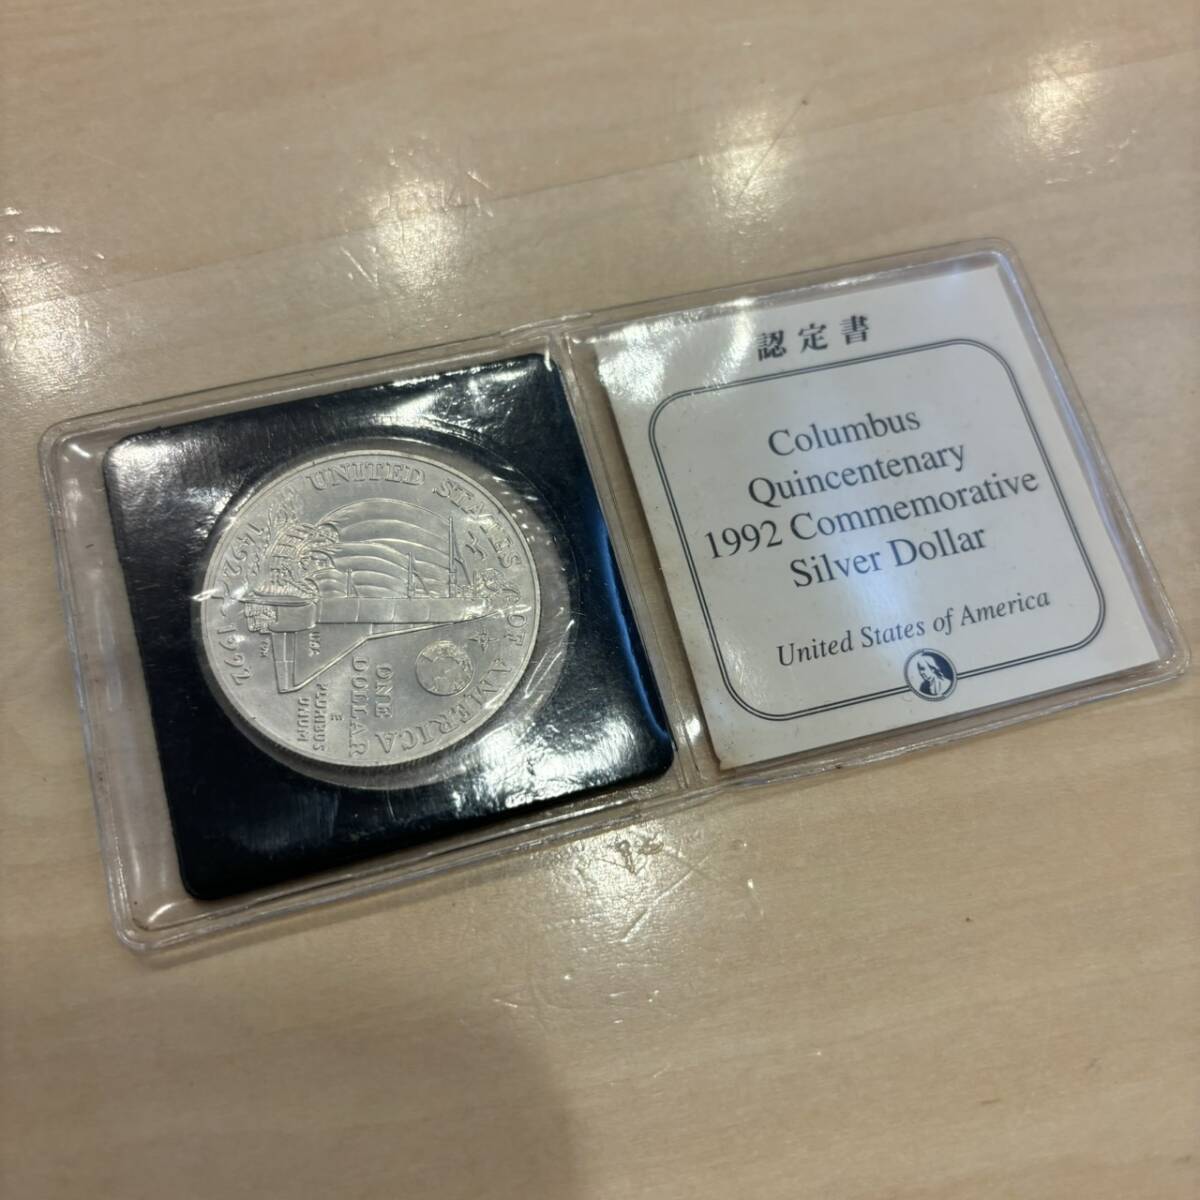 UNITED STATES OF AMERICA
1492-1992
USA
ONE
DOLLAR
E
PLURIBUS
UNUM
認定書
Columbus
Quincentenary
1992 Commemorative
Silver Dollar
United States of America